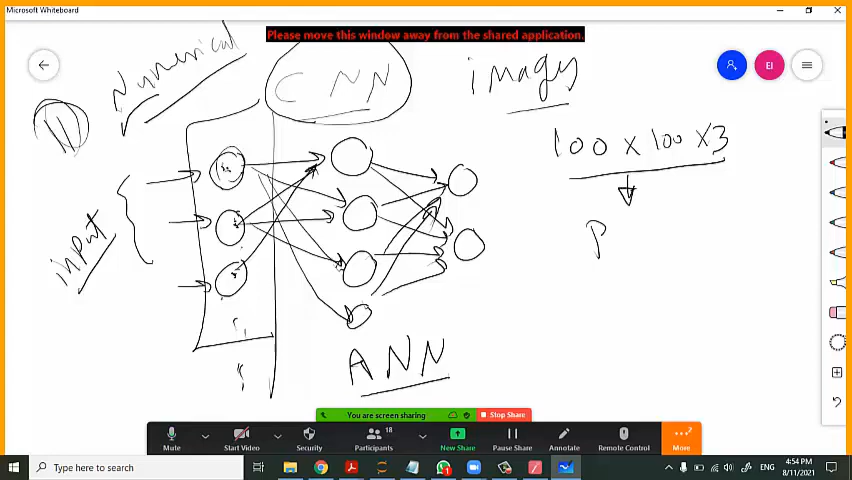 Microsoft Whiteboard
Please move this window away from the shared application.
EI
Numerical
CNN
images
100 x 100 x 3
P
input
ANN
You are screen sharing
Stop Share
18
Mute
Start Video
Security
Participants
New Share
Pause Share
Annotate
Remote Control
More
Type here to search
ENG
4:54 PM
8/11/2021